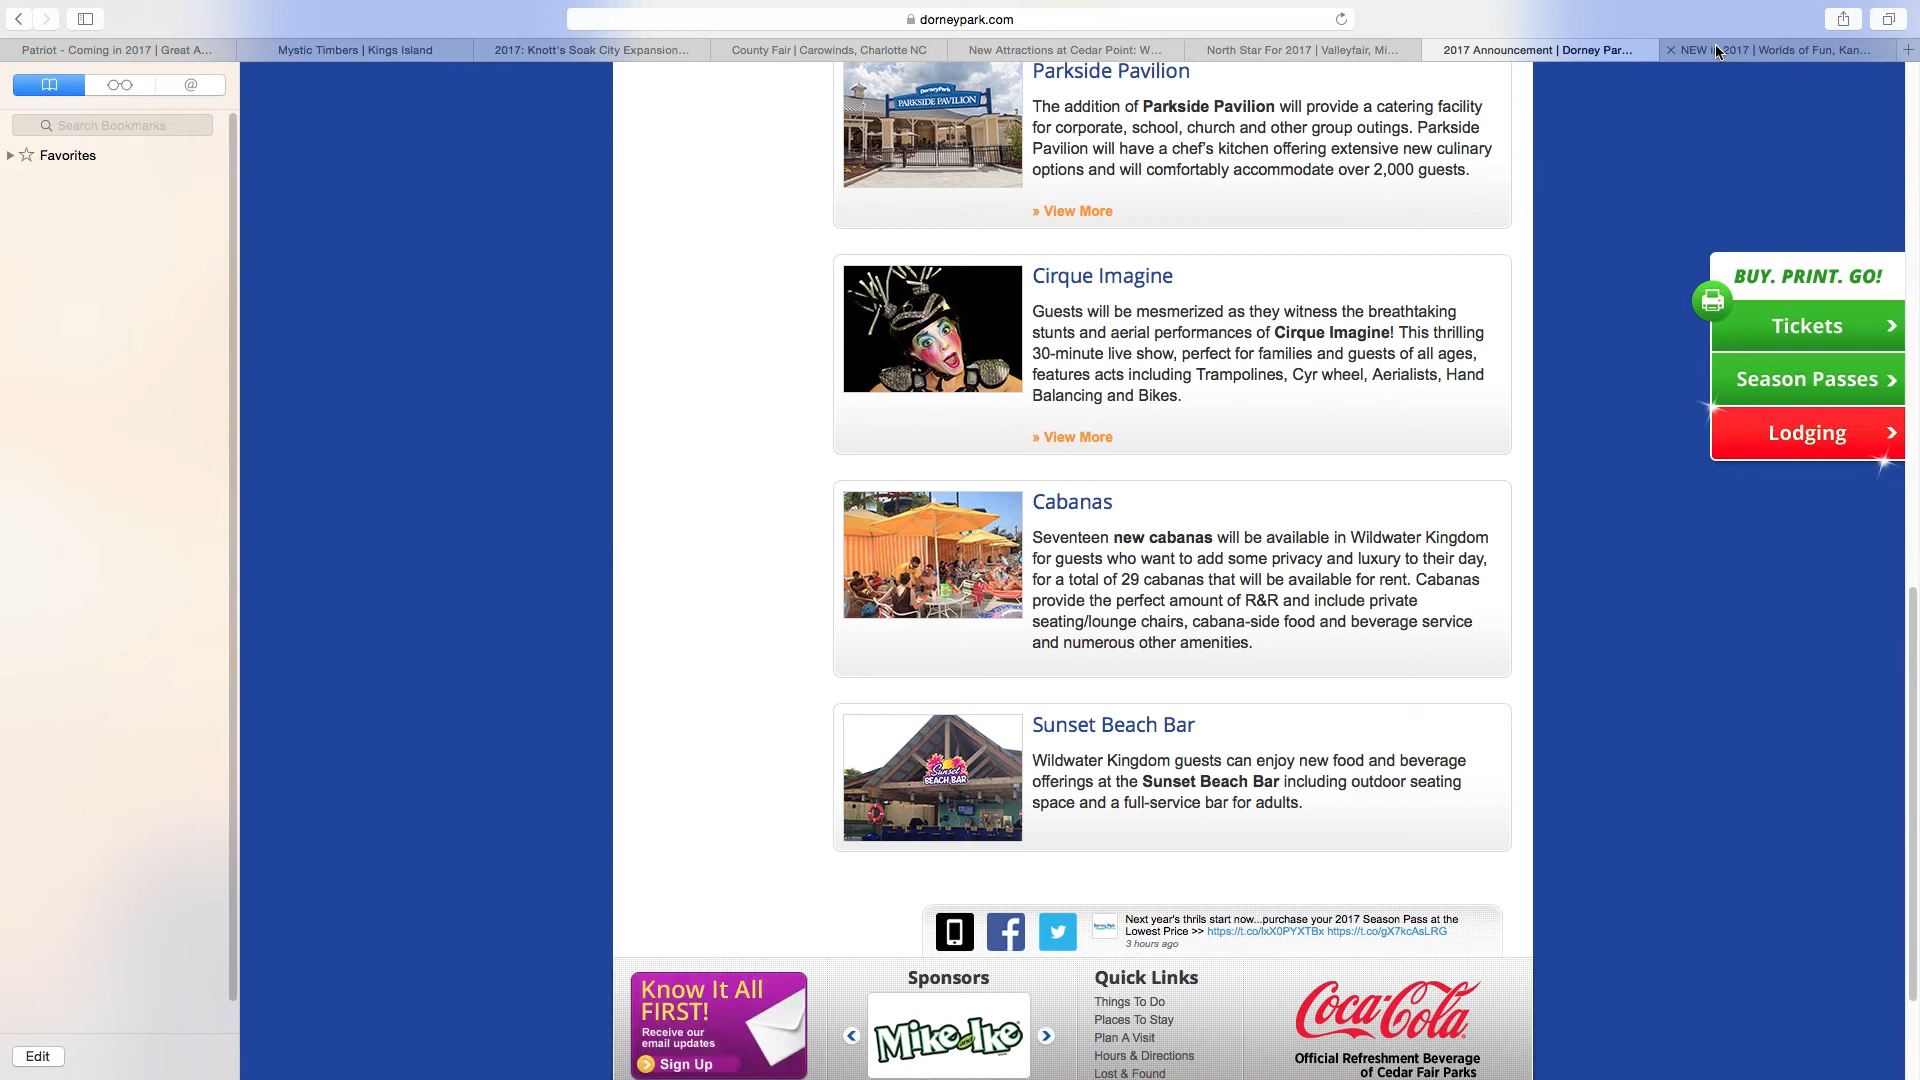 dorneypark.com
Patriot - Coming in 2017 | Great A...
Mystic Timbers | Kings Island
2017: Knott's Soak City Expansion...
County Fair | Carowinds, Charlotte NC
New Attractions at Cedar Point: W...
North Star For 2017 | Valleyfair, Mi...
2017 Announcement | Dorney Par...
NEW in 2017 | Worlds of Fun, Kan...
Search Bookmarks
Favorites
Edit
Parkside Pavilion
DorneyPark
PARKSIDE PAVILION
The addition of Parkside Pavilion will provide a catering facility
for corporate, school, church and other group outings. Parkside
Pavilion will have a chef's kitchen offering extensive new culinary
options and will comfortably accommodate over 2,000 guests.
» View More
Cirque Imagine
Guests will be mesmerized as they witness the breathtaking
stunts and aerial performances of Cirque Imagine! This thrilling
30-minute live show, perfect for families and guests of all ages,
features acts including Trampolines, Cyr wheel, Aerialists, Hand
Balancing and Bikes.
» View More
Cabanas
Seventeen new cabanas will be available in Wildwater Kingdom
for guests who want to add some privacy and luxury to their day,
for a total of 29 cabanas that will be available for rent. Cabanas
provide the perfect amount of R&R and include private
seating/lounge chairs, cabana-side food and beverage service
and numerous other amenities.
Sunset Beach Bar
Sunset
BEACH BAR
Wildwater Kingdom guests can enjoy new food and beverage
offerings at the Sunset Beach Bar including outdoor seating
space and a full-service bar for adults.
BUY. PRINT. GO!
Tickets
Season Passes
Lodging
Next year's thrils start now...purchase your 2017 Season Pass at the
Lowest Price >> https://t.co/lxX0PYXTBx https://t.co/gX7kcAsLRG
3 hours ago
Know It All
FIRST!
Receive our
email updates
Sign Up
Sponsors
Mike and Ike
Quick Links
Things To Do
Places To Stay
Plan A Visit
Hours & Directions
Lost & Found
Coca-Cola
Official Refreshment Beverage
of Cedar Fair Parks